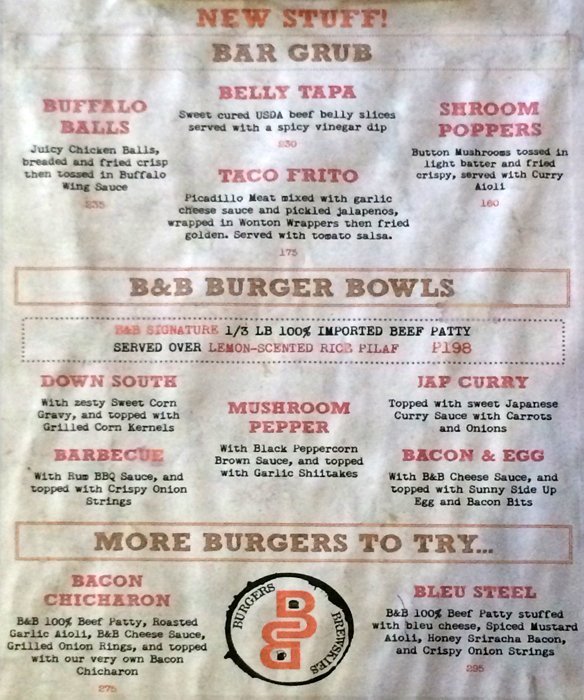 NEW STUFF!
BAR GRUB
BUFFALO
BALLS
Juicy Chicken Balls,
breaded and fried crisp
then tossed in Buffalo
Wing Sauce
235
BELLY TAPA
Sweet cured USDA beef belly slices
served with a spicy vinegar dip
230
TACO FRITO
Picadillo Meat mixed with garlic
cheese sauce and pickled jalapenos,
wrapped in Wonton Wrappers then fried
golden. Served with tomato salsa.
175
SHROOM
POPPERS
Button Mushrooms tossed in
light batter and fried
crispy, served with Curry
Aioli
160
B&B BURGER BOWLS
B&B SIGNATURE 1/3 LB 100% IMPORTED BEEF PATTY
SERVED OVER LEMON-SCENTED RICE PILAF P198
DOWN SOUTH
With zesty Sweet Corn
Gravy, and topped with
Grilled Corn Kernels
BARBECUE
With Rum BBQ Sauce, and
topped with Crispy Onion
Strings
MUSHROOM
PEPPER
With Black Peppercorn
Brown Sauce, and topped
with Garlic Shiitakes
JAP CURRY
Topped with sweet Japanese
Curry Sauce with Carrots
and Onions
BACON & EGG
With B&B Cheese Sauce, and
topped with Sunny Side Up
Egg and Bacon Bits
MORE BURGERS TO TRY...
BACON
CHICHARON
B&B 100% Beef Patty, Roasted
Garlic Aioli, B&B Cheese Sauce,
Grilled Onion Rings, and topped
with our very own Bacon
Chicharon
275
BURGERS
BREWSKIES
B&B
BLEU STEEL
B&B 100% Beef Patty stuffed
with bleu cheese, Spiced Mustard
Aioli, Honey Sriracha Bacon,
and Crispy Onion Strings
295